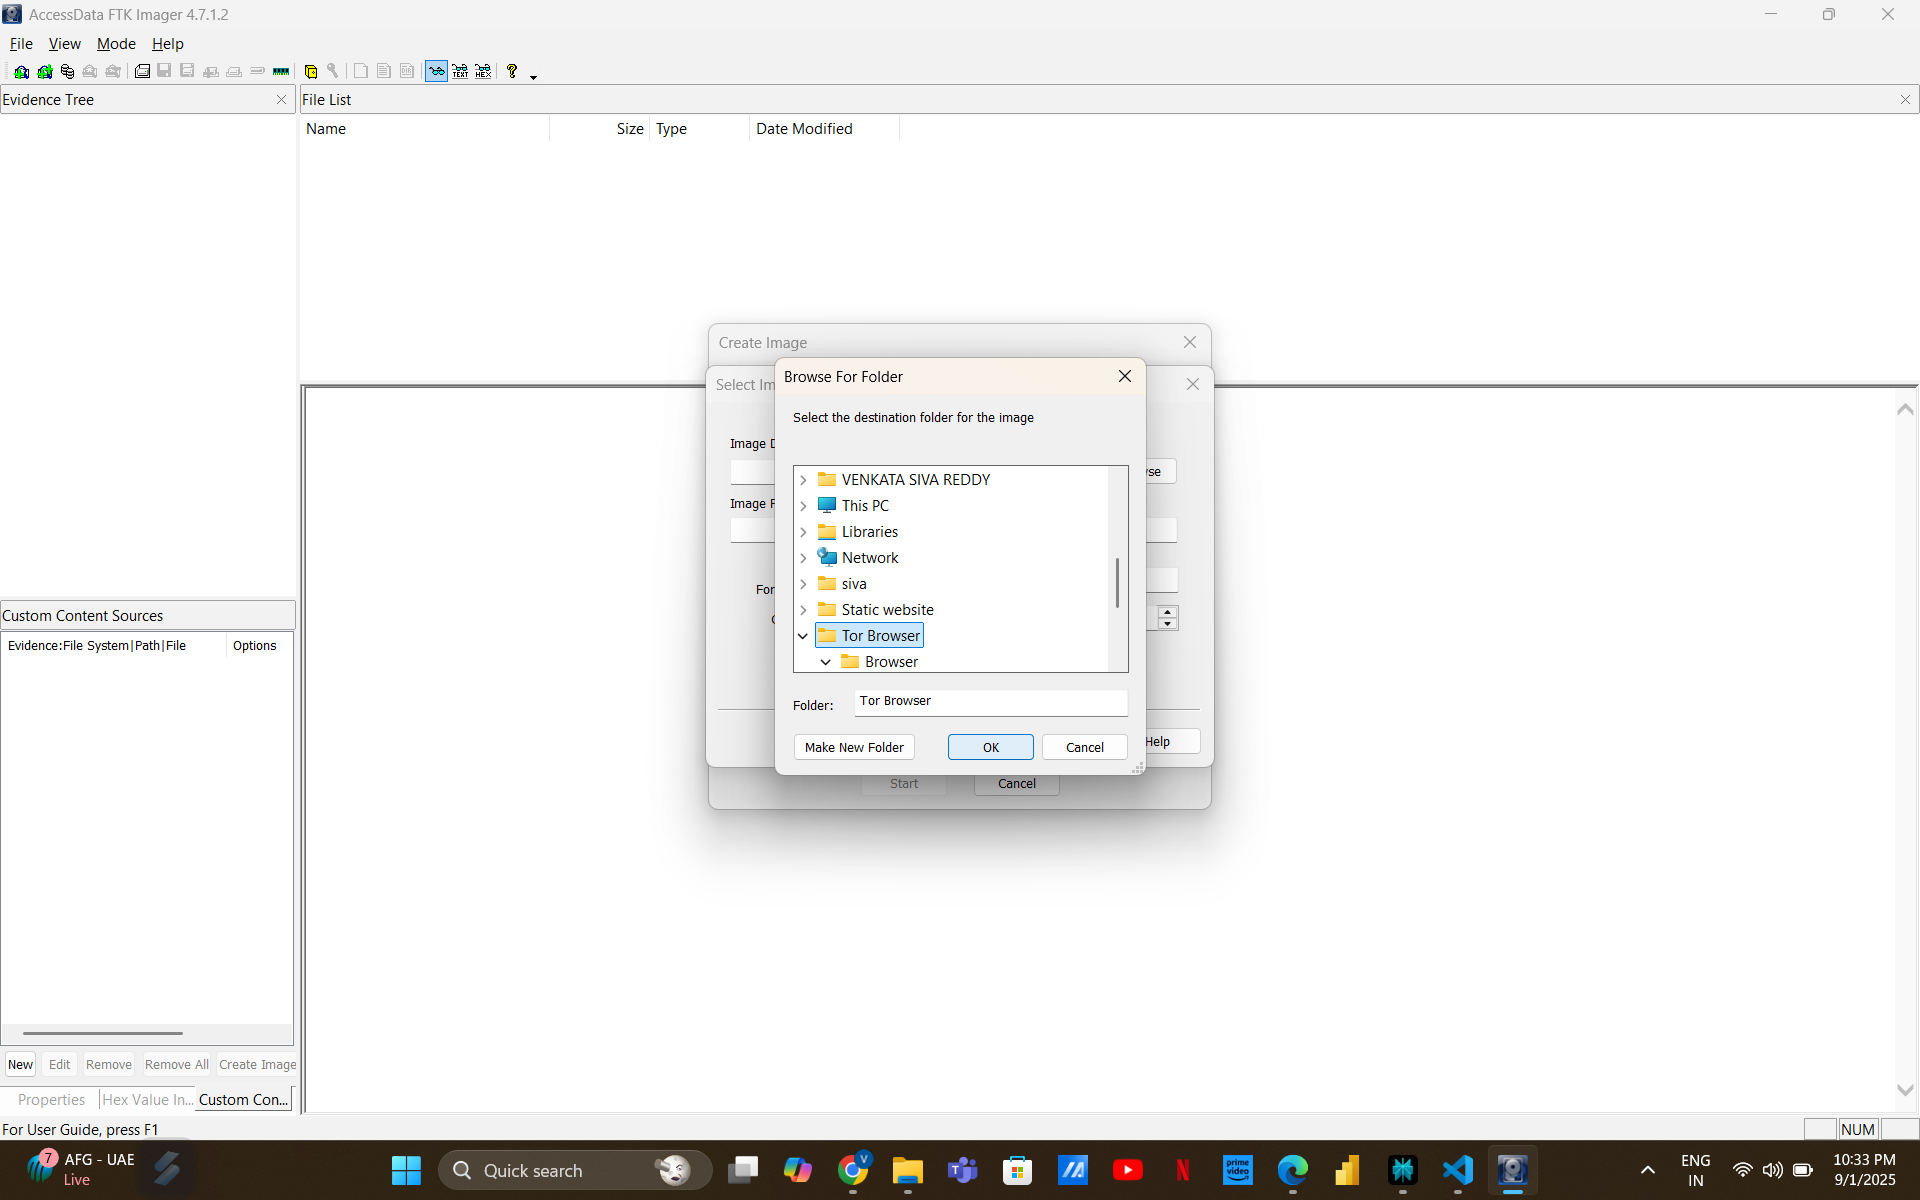 AccessData FTK Imager 4.7.1.2
File View Mode Help
TEXT HEX
Evidence Tree
File List
Name Size Type Date Modified
Create Image
Select Im
Browse For Folder
Select the destination folder for the image
Image D
se
Image F
For
VENKATA SIVA REDDY
This PC
Libraries
Network
siva
Static website
Tor Browser
Browser
Folder: Tor Browser
Make New Folder OK Cancel
Help
Start Cancel
Custom Content Sources
Evidence:File System|Path|File Options
New Edit Remove Remove All Create Image
Properties Hex Value In... Custom Con...
For User Guide, press F1
NUM
7
AFG - UAE
Live
Quick search
V
prime video
N
ENG
IN
10:33 PM
9/1/2025